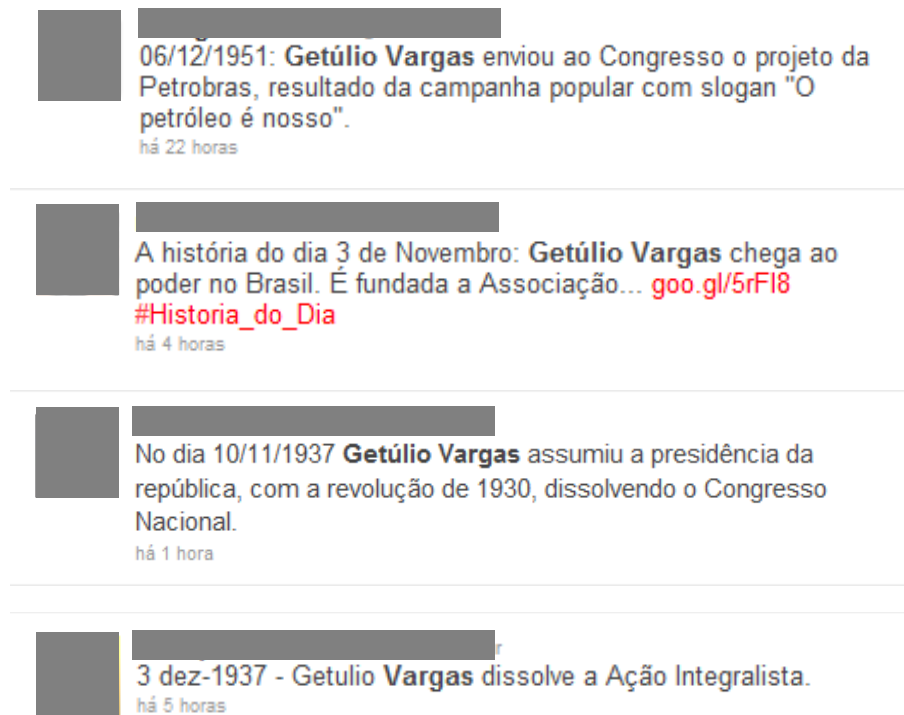 06/12/1951: Getúlio Vargas enviou ao Congresso o projeto da
Petrobras, resultado da campanha popular com slogan "O
petróleo é nosso".
há 22 horas
A história do dia 3 de Novembro: Getúlio Vargas chega ao
poder no Brasil. É fundada a Associação... goo.gl/5rFI8
#Historia_do_Dia
há 4 horas
No dia 10/11/1937 Getúlio Vargas assumiu a presidência da
república, com a revolução de 1930, dissolvendo o Congresso
Nacional.
há 1 hora
3 dez-1937 - Getulio Vargas dissolve a Ação Integralista.
há 5 horas